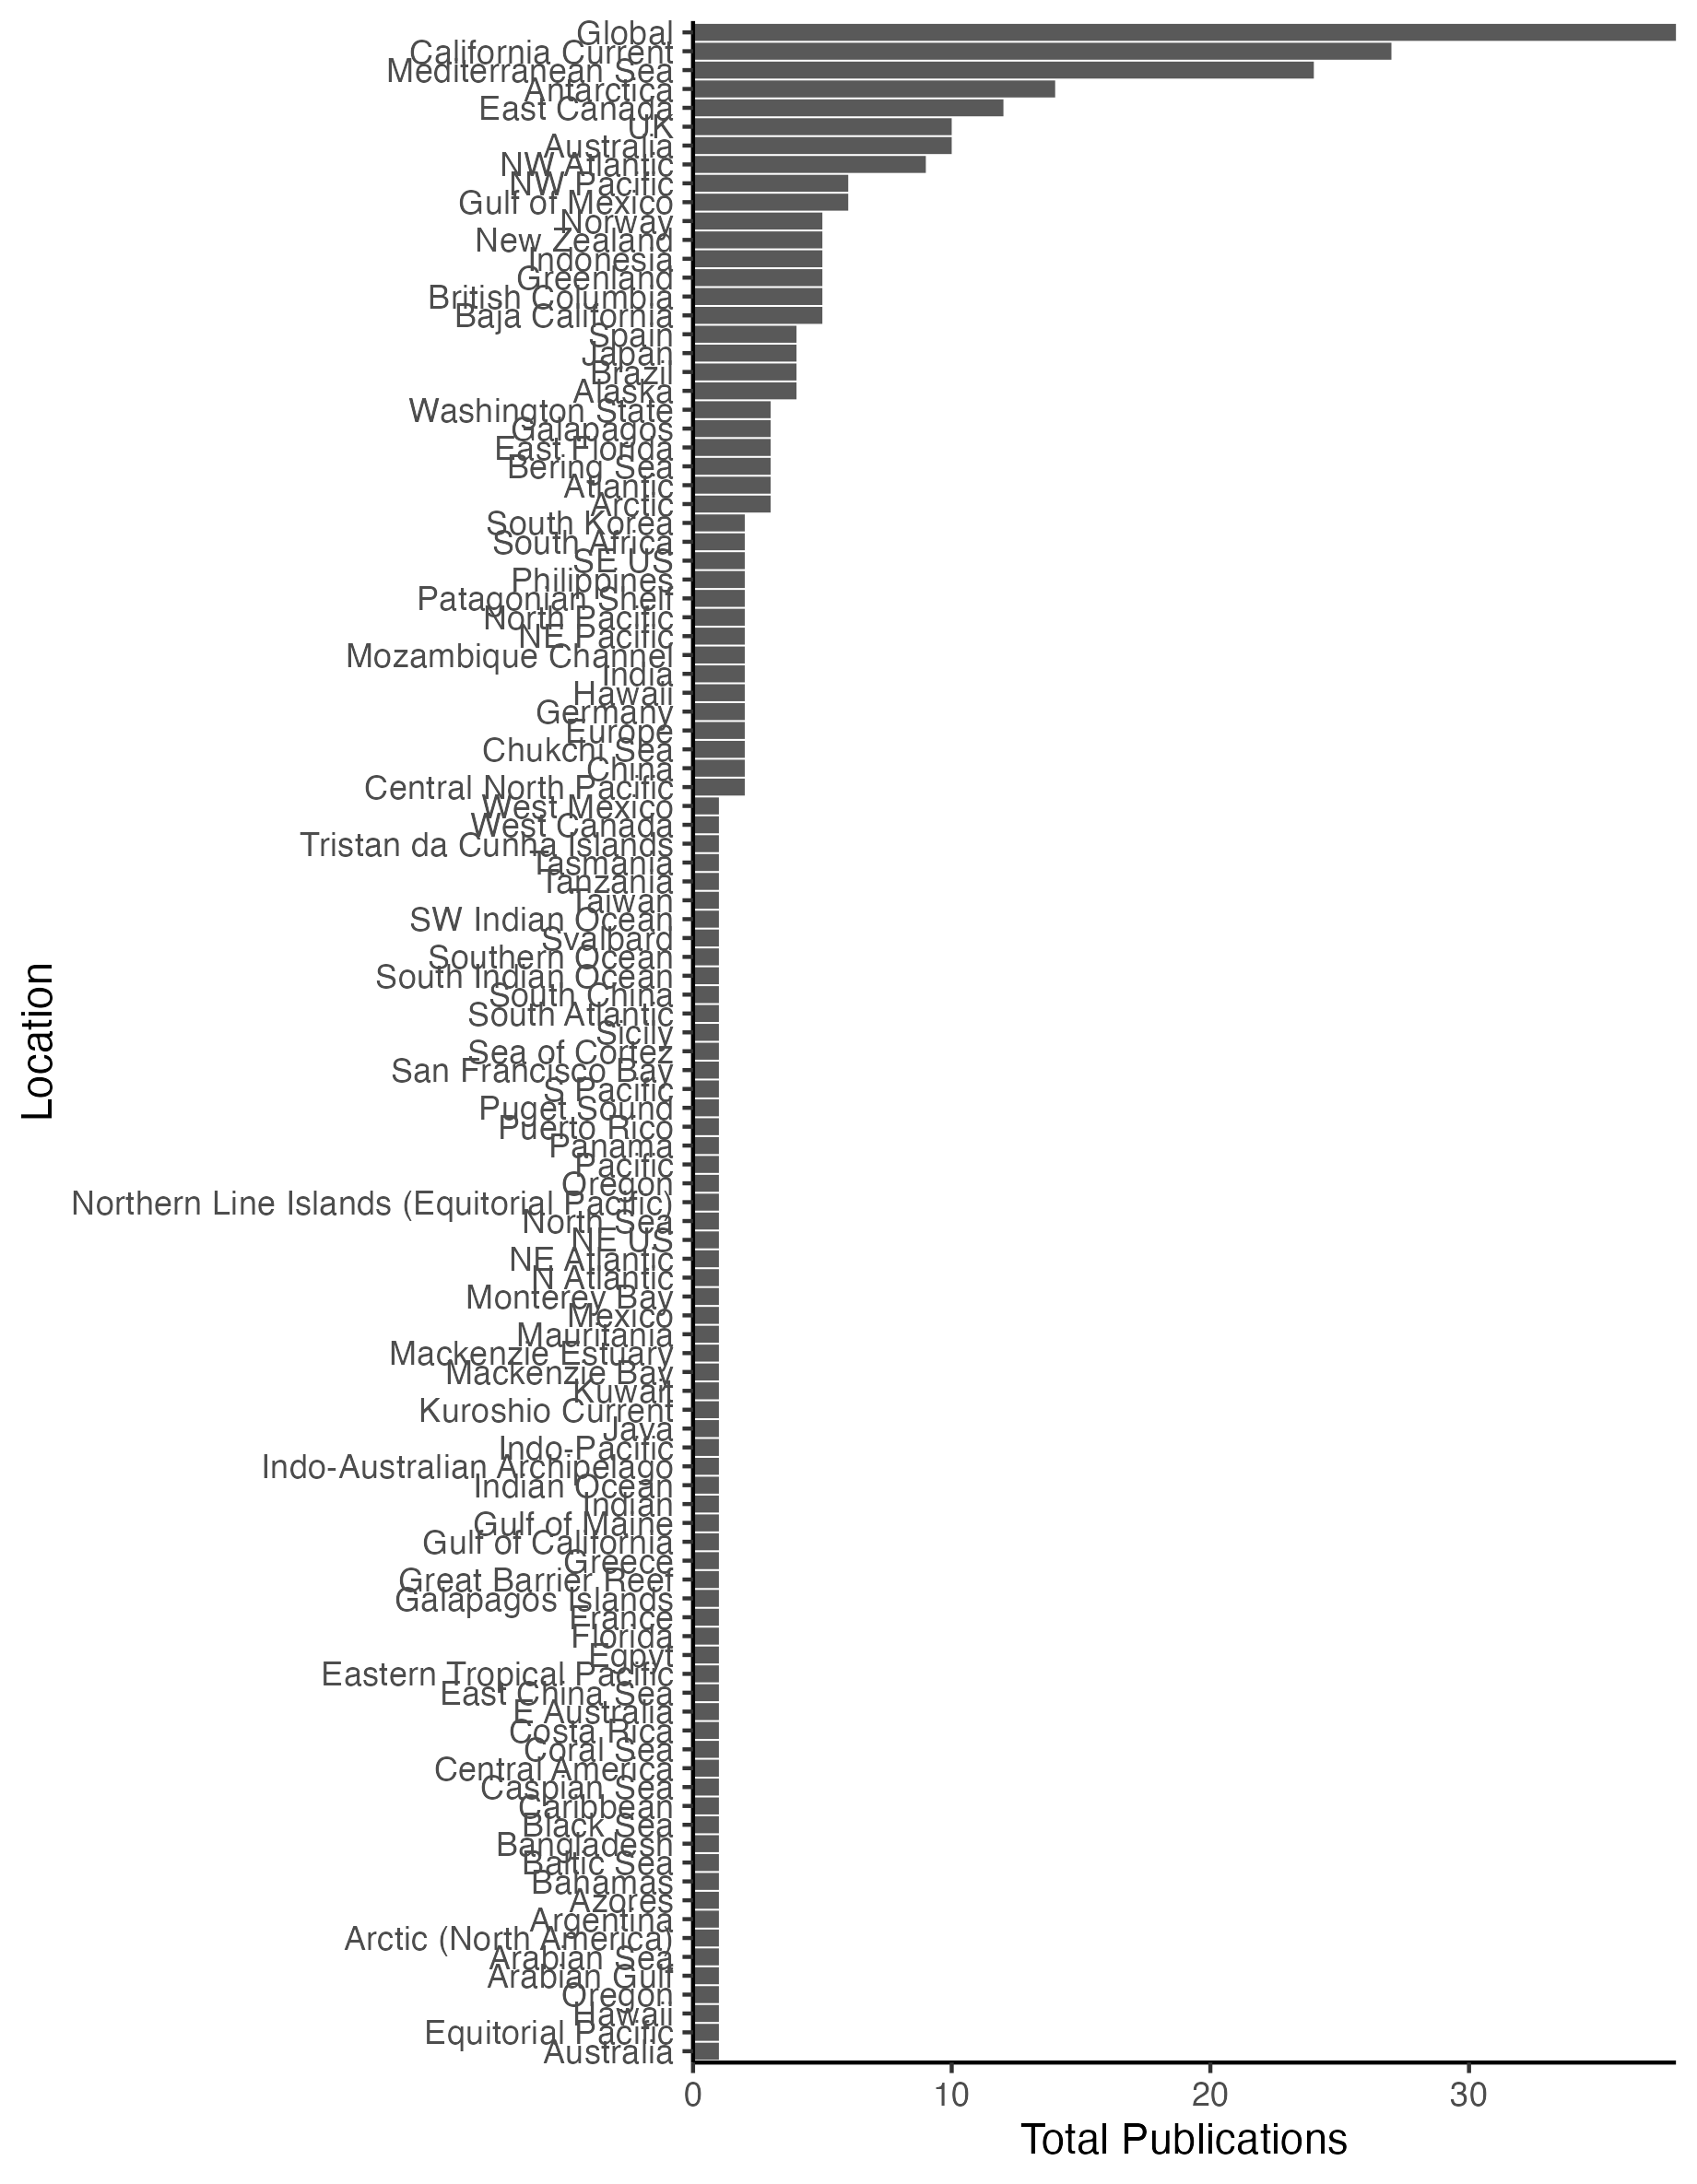 Global
California Current
Mediterranean Sea
Antarctica
East Canada
UK
Australia
NW Atlantic
NW Pacific
Gulf of Mexico
Norway
New Zealand
Indonesia
Greenland
British Columbia
Baja California
Spain
Japan
Brazil
Alaska
Washington State
Galapagos
East Florida
Bering Sea
Atlantic
Arctic
South Korea
South Africa
SE US
Philippines
Patagonian Shelf
North Pacific
NE Pacific
Mozambique Channel
India
Hawaii
Germany
Europe
Chukchi Sea
China
Central North Pacific
West Mexico
West Canada
Tristan da Cunha Islands
Tasmania
Tanzania
Taiwan
SW Indian Ocean
Svalbard
Southern Ocean
South Indian Ocean
South China
South Atlantic
Sicily
Sea of Cortez
San Francisco Bay
S Pacific
Puget Sound
Puerto Rico
Panama
Pacific
Oregon
Northern Line Islands (Equitorial Pacific)
North Sea
NE US
NE Atlantic
N Atlantic
Monterey Bay
Mexico
Mauritania
Mackenzie Estuary
Mackenzie Bay
Kuwait
Kuroshio Current
Java
Indo-Pacific
Indo-Australian Archipelago
Indian Ocean
Indian
Gulf of Maine
Gulf of California
Greece
Great Barrier Reef
Galapagos Islands
France
Florida
Egpyt
Eastern Tropical Pacific
East China Sea
E Australia
Costa Rica
Coral Sea
Central America
Caspian Sea
Caribbean
Black Sea
Bangladesh
Baltic Sea
Bahamas
Azores
Argentina
Arctic (North America)
Arabian Sea
Arabian Gulf
Oregon
Hawaii
Equitorial Pacific
Australia
Location
0 10 20 30
Total Publications